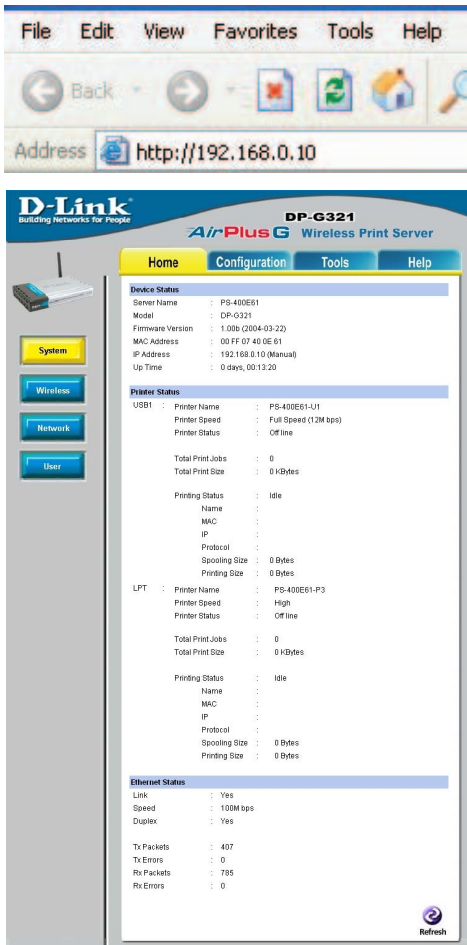 File Edit View Favorites Tools Help
Back
Address http://192.168.0.10
D-Link
Building Networks for People
DP-G321
AirPlus G Wireless Print Server
Home Configuration Tools Help
System
Wireless
Network
User
Device Status
Server Name : PS-400E61
Model : DP-G321
Firmware Version : 1.00b (2004-03-22)
MAC Address : 00 FF 07 40 0E 61
IP Address : 192.168.0.10 (Manual)
Up Time : 0 days, 00:13:20
Printer Status
USB1 : Printer Name : PS-400E61-U1
Printer Speed : Full Speed (12M bps)
Printer Status : Off line
Total Print Jobs : 0
Total Print Size : 0 KBytes
Printing Status : Idle
Name :
MAC :
IP :
Protocol :
Spooling Size : 0 Bytes
Printing Size : 0 Bytes
LPT : Printer Name : PS-400E61-P3
Printer Speed : High
Printer Status : Off line
Total Print Jobs : 0
Total Print Size : 0 KBytes
Printing Status : Idle
Name :
MAC :
IP :
Protocol :
Spooling Size : 0 Bytes
Printing Size : 0 Bytes
Ethernet Status
Link : Yes
Speed : 100M bps
Duplex : Yes
Tx Packets : 407
Tx Errors : 0
Rx Packets : 785
Rx Errors : 0
Refresh